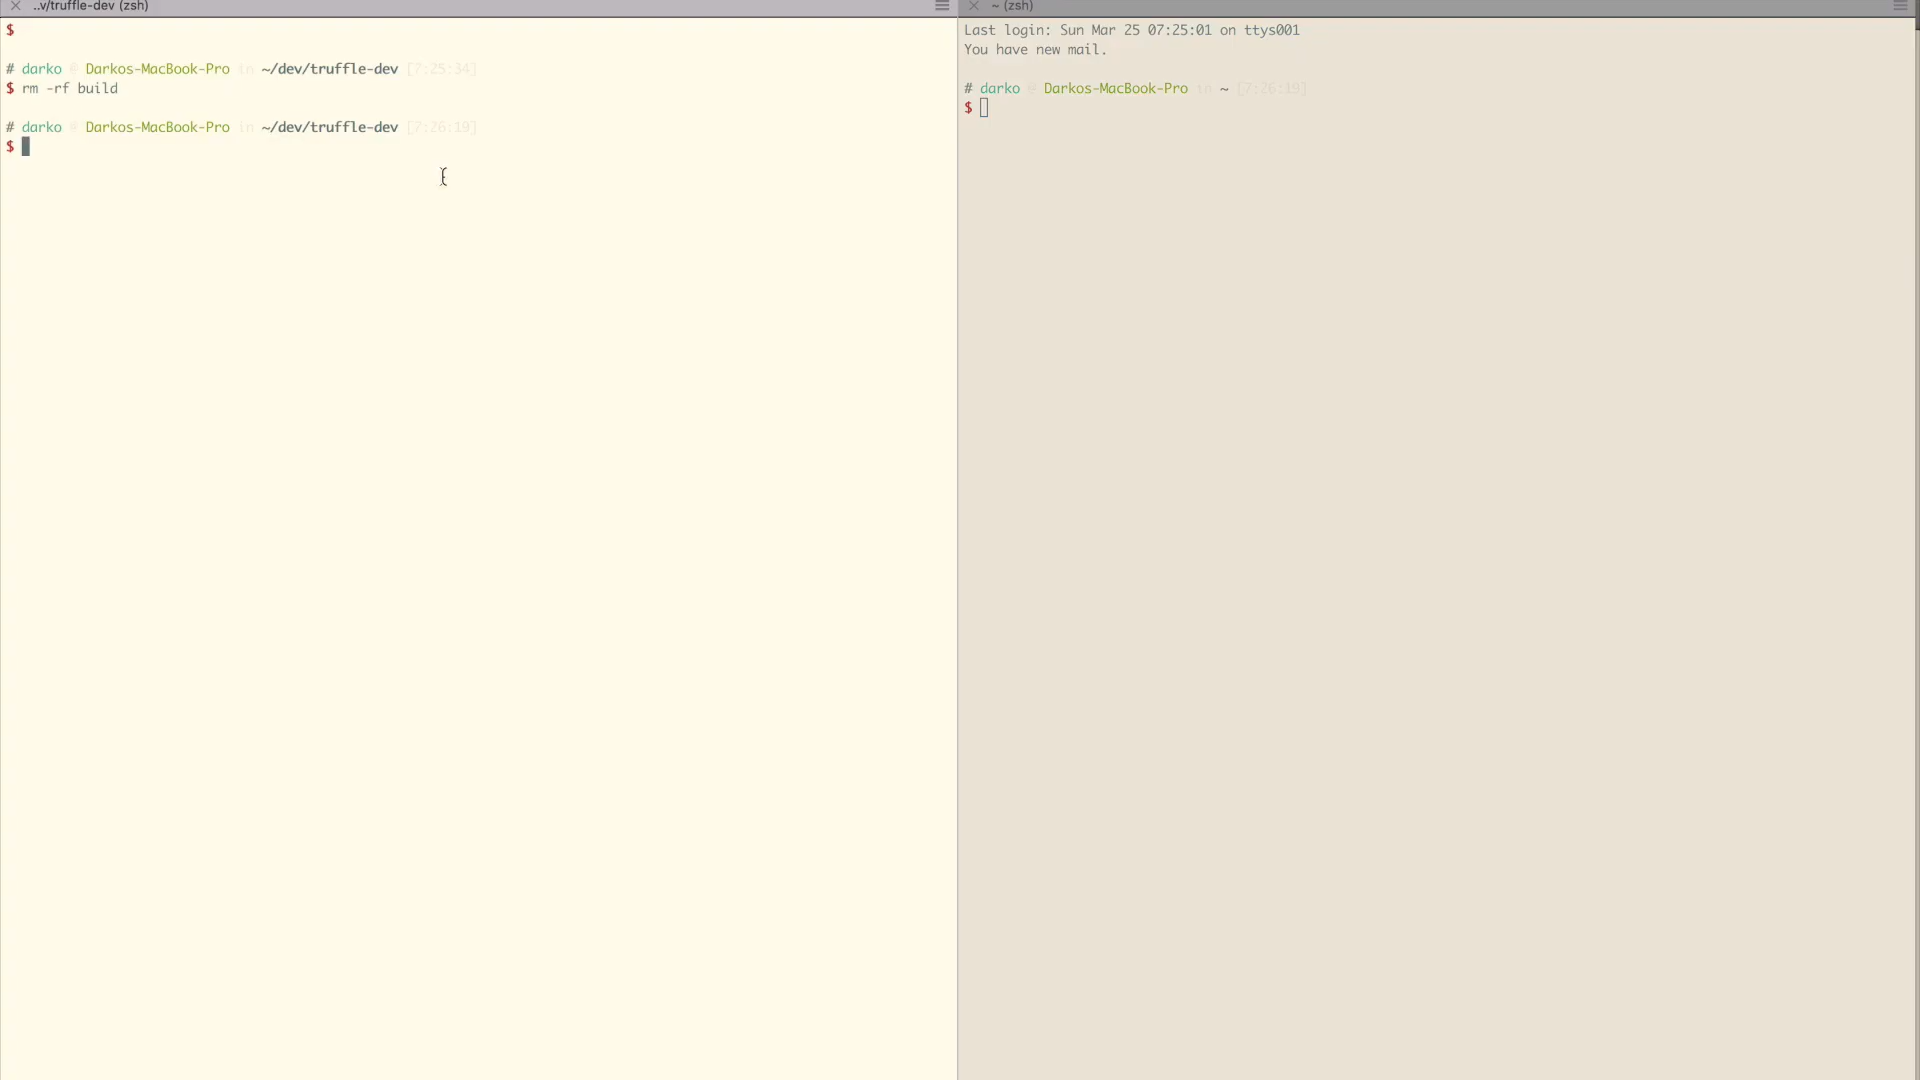 ..v/truffle-dev (zsh)
$
# darko @ Darkos-MacBook-Pro in ~/dev/truffle-dev [7:25:34]
$ rm -rf build
# darko @ Darkos-MacBook-Pro in ~/dev/truffle-dev [7:26:19]
$
~ (zsh)
Last login: Sun Mar 25 07:25:01 on ttys001
You have new mail.
# darko @ Darkos-MacBook-Pro in ~ [7:26:19]
$